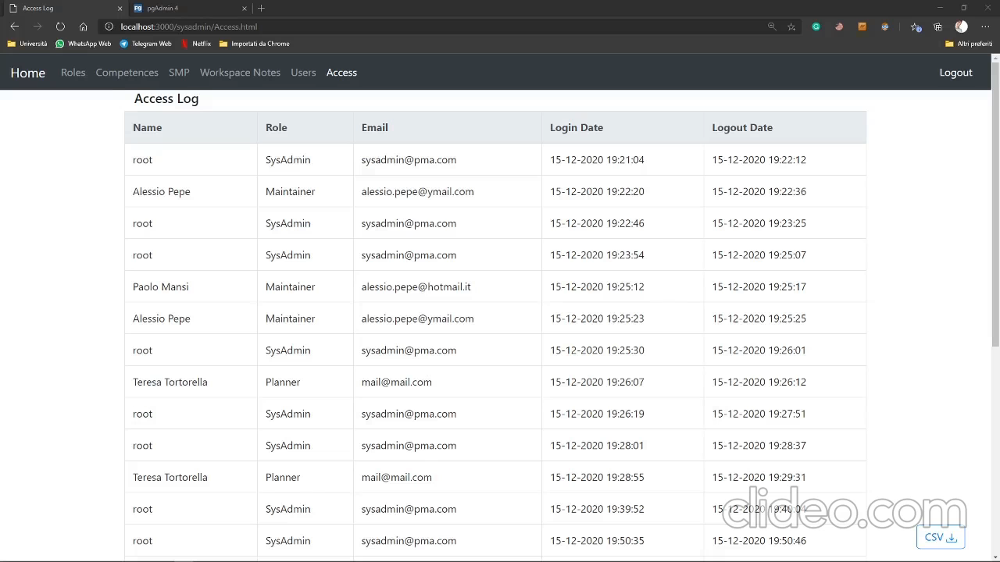 Access Log
pgAdmin 4
localhost:3000/sysadmin/Access.html
Università WhatsApp Web Telegram Web Netflix Importati da Chrome Altri preferiti
Home Roles Competences SMP Workspace Notes Users Access Logout
Access Log
Name Role Email Login Date Logout Date
root SysAdmin sysadmin@pma.com 15-12-2020 19:21:04 15-12-2020 19:22:12
Alessio Pepe Maintainer alessio.pepe@ymail.com 15-12-2020 19:22:20 15-12-2020 19:22:36
root SysAdmin sysadmin@pma.com 15-12-2020 19:22:46 15-12-2020 19:23:25
root SysAdmin sysadmin@pma.com 15-12-2020 19:23:54 15-12-2020 19:25:07
Paolo Mansi Maintainer alessio.pepe@hotmail.it 15-12-2020 19:25:12 15-12-2020 19:25:17
Alessio Pepe Maintainer alessio.pepe@ymail.com 15-12-2020 19:25:23 15-12-2020 19:25:25
root SysAdmin sysadmin@pma.com 15-12-2020 19:25:30 15-12-2020 19:26:01
Teresa Tortorella Planner mail@mail.com 15-12-2020 19:26:07 15-12-2020 19:26:12
root SysAdmin sysadmin@pma.com 15-12-2020 19:26:19 15-12-2020 19:27:51
root SysAdmin sysadmin@pma.com 15-12-2020 19:28:01 15-12-2020 19:28:37
Teresa Tortorella Planner mail@mail.com 15-12-2020 19:28:55 15-12-2020 19:29:31
root SysAdmin sysadmin@pma.com 15-12-2020 19:39:52 15-12-2020 19:40:04
clideo.com
root SysAdmin sysadmin@pma.com 15-12-2020 19:50:35 15-12-2020 19:50:46
CSV